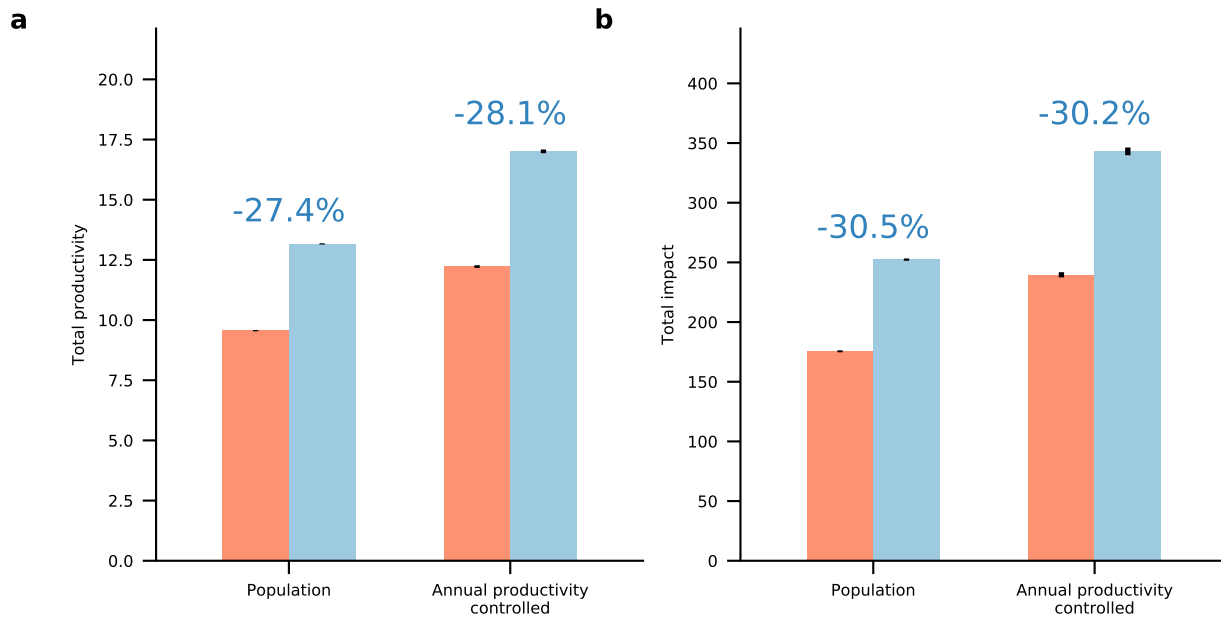 a
Total productivity
20.0
17.5
15.0
12.5
10.0
7.5
5.0
2.5
0.0
-27.4%
-28.1%
Population
Annual productivity
controlled
b
Total impact
400
350
300
250
200
150
100
50
0
-30.5%
-30.2%
Population
Annual productivity
controlled